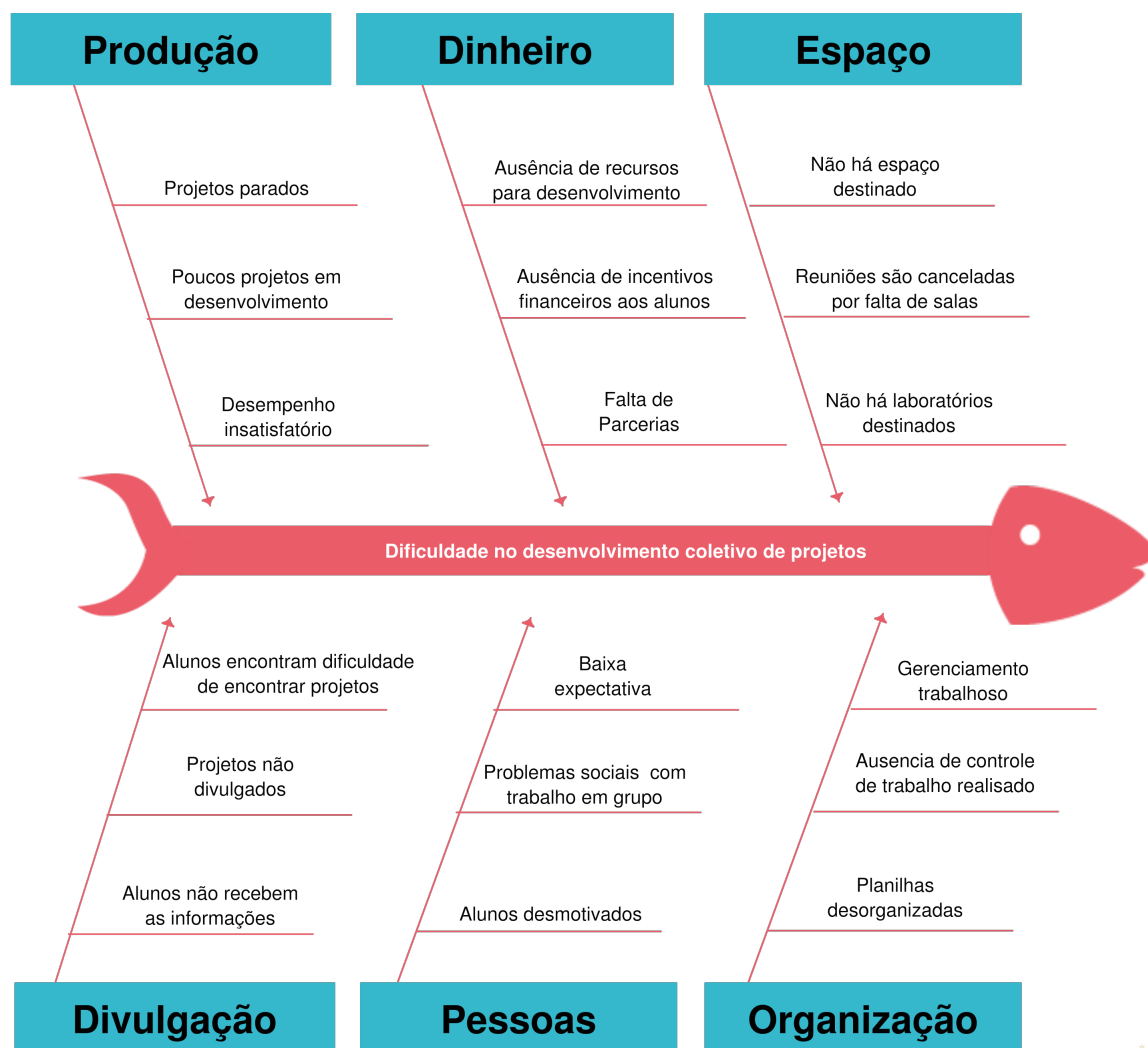 Produção
Dinheiro
Espaço
Projetos parados
Poucos projetos em
desenvolvimento
Desempenho
insatisfatório
Ausência de recursos
para desenvolvimento
Ausência de incentivos
financeiros aos alunos
Falta de
Parcerias
Não há espaço
destinado
Reuniões são canceladas
por falta de salas
Não há laboratórios
destinados
Dificuldade no desenvolvimento coletivo de projetos
Alunos encontram dificuldade
de encontrar projetos
Projetos não
divulgados
Alunos não recebem
as informações
Baixa
expectativa
Problemas sociais  com
trabalho em grupo
Alunos desmotivados
Gerenciamento
trabalhoso
Ausencia de controle
de trabalho realisado
Planilhas
desorganizadas
Divulgação
Pessoas
Organização